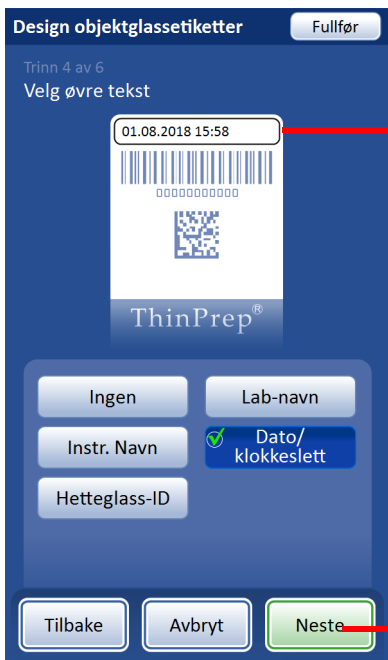 Design objektglassetiketter
Fullfør
Trinn 4 av 6
Velg øvre tekst
01.08.2018 15:58
ThinPrep®
Ingen
Lab-navn
Instr. Navn
Dato/
klokkeslett
Hetteglass-ID
Tilbake
Avbryt
Neste